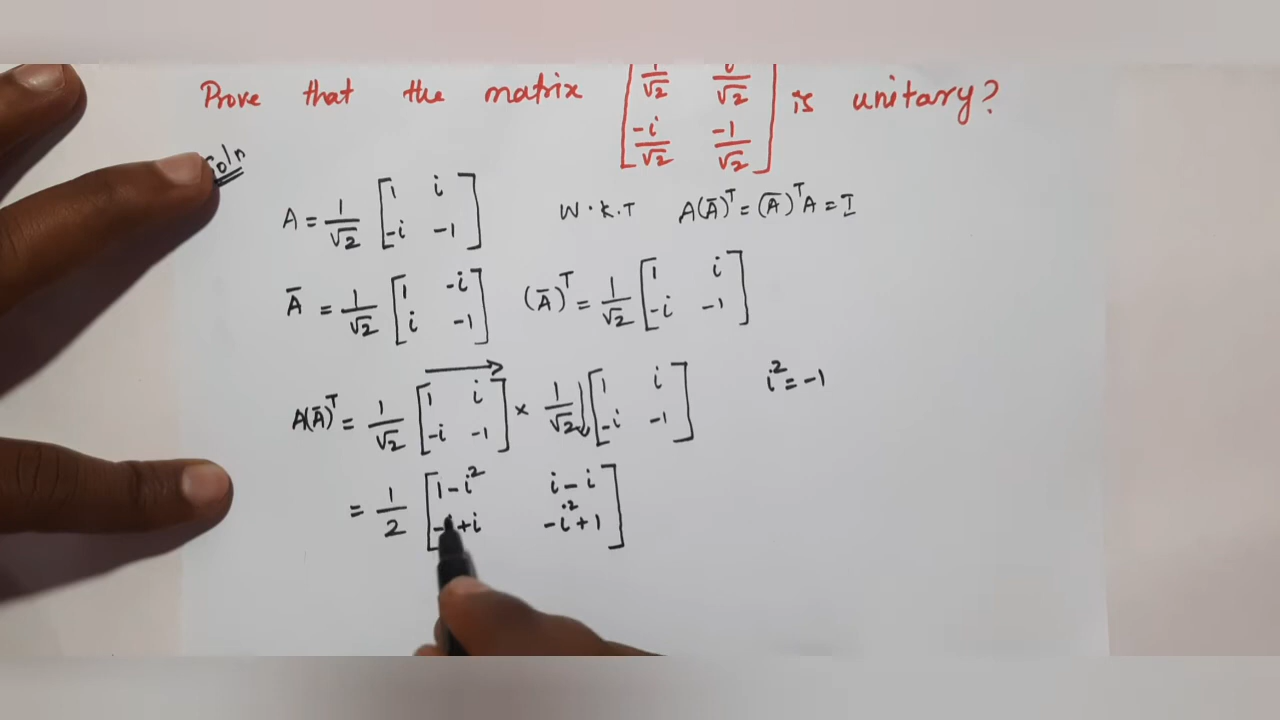 Prove that the matrix [1/√2 i/√2 -i/√2 -1/√2] is unitary?
Soln
A = 1/√2 [1 i -i -1] W.K.T A(Ā)ᵀ = (Ā)ᵀA = I
Ā = 1/√2 [1 -i i -1] (Ā)ᵀ = 1/√2 [1 i -i -1]
A(Ā)ᵀ = 1/√2 [1 i -i -1] × 1/√2 [1 i -i -1] i² = -1
= 1/2 [1-i² i-i -i+i -i²+1]